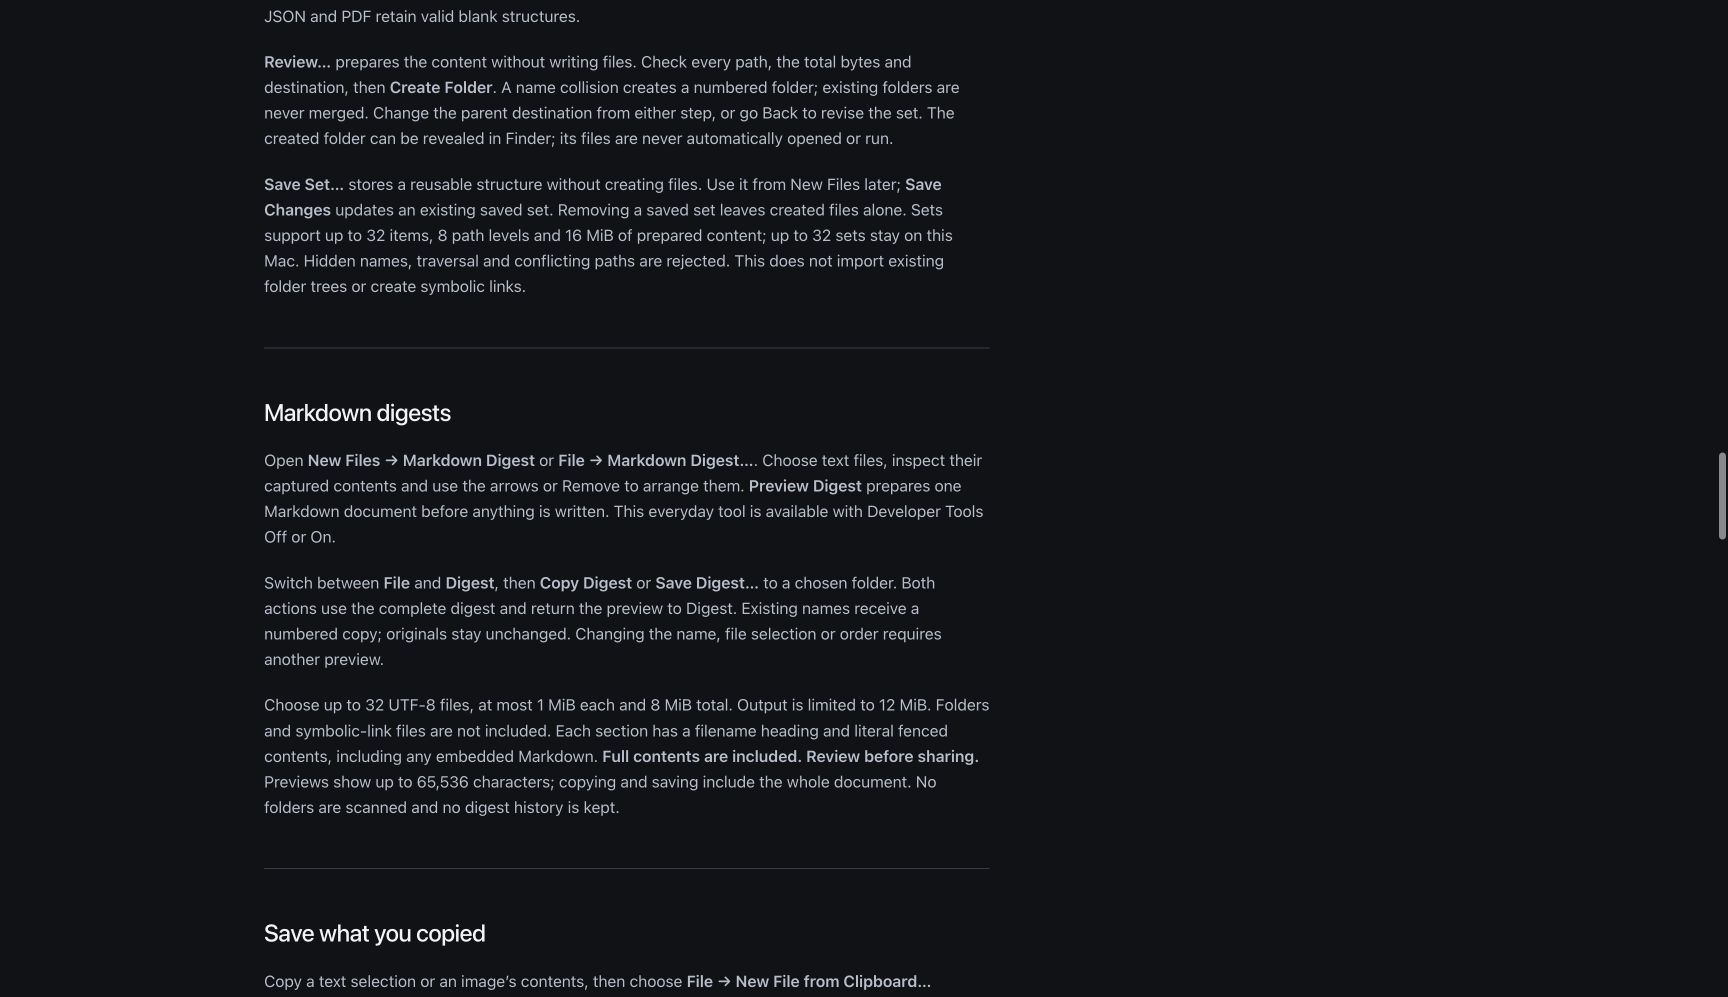 JSON and PDF retain valid blank structures.
Review... prepares the content without writing files. Check every path, the total bytes and
destination, then Create Folder. A name collision creates a numbered folder; existing folders are
never merged. Change the parent destination from either step, or go Back to revise the set. The
created folder can be revealed in Finder; its files are never automatically opened or run.
Save Set... stores a reusable structure without creating files. Use it from New Files later; Save
Changes updates an existing saved set. Removing a saved set leaves created files alone. Sets
support up to 32 items, 8 path levels and 16 MiB of prepared content; up to 32 sets stay on this
Mac. Hidden names, traversal and conflicting paths are rejected. This does not import existing
folder trees or create symbolic links.
Markdown digests
Open New Files → Markdown Digest or File → Markdown Digest.... Choose text files, inspect their
captured contents and use the arrows or Remove to arrange them. Preview Digest prepares one
Markdown document before anything is written. This everyday tool is available with Developer Tools
Off or On.
Switch between File and Digest, then Copy Digest or Save Digest... to a chosen folder. Both
actions use the complete digest and return the preview to Digest. Existing names receive a
numbered copy; originals stay unchanged. Changing the name, file selection or order requires
another preview.
Choose up to 32 UTF-8 files, at most 1 MiB each and 8 MiB total. Output is limited to 12 MiB. Folders
and symbolic-link files are not included. Each section has a filename heading and literal fenced
contents, including any embedded Markdown. Full contents are included. Review before sharing.
Previews show up to 65,536 characters; copying and saving include the whole document. No
folders are scanned and no digest history is kept.
Save what you copied
Copy a text selection or an image's contents, then choose File → New File from Clipboard...